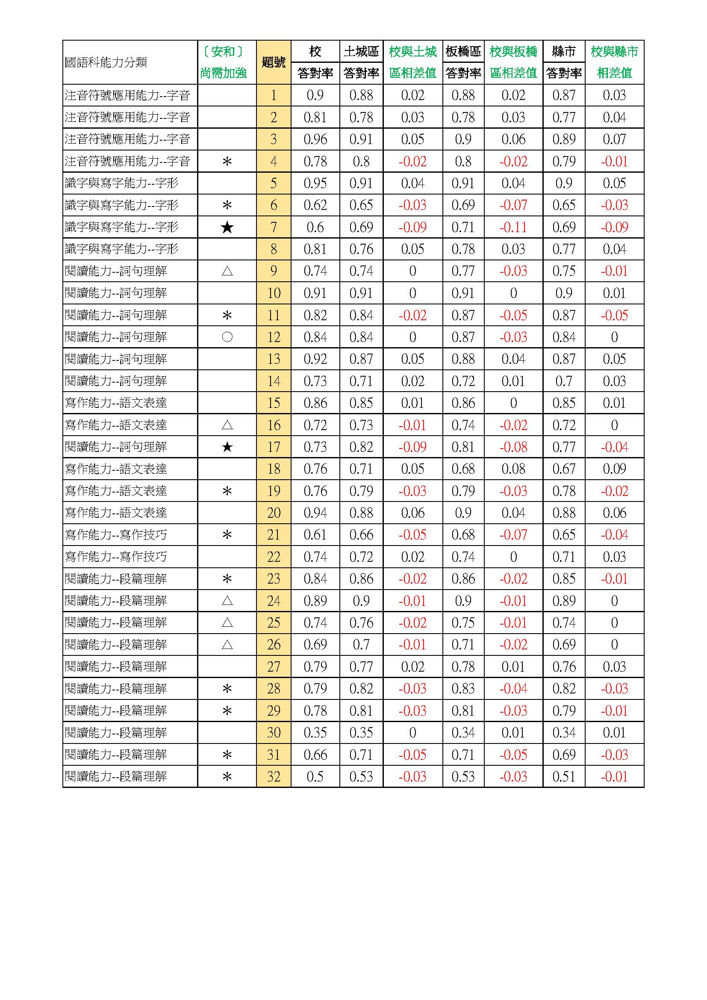 國語科能力分類 〔安和〕尚需加強 題號 校答對率 土城區答對率 校與土城區相差值 板橋區答對率 校與板橋區相差值 縣市答對率 校與縣市相差值
注音符號應用能力--字音 1 0.9 0.88 0.02 0.88 0.02 0.87 0.03
注音符號應用能力--字音 2 0.81 0.78 0.03 0.78 0.03 0.77 0.04
注音符號應用能力--字音 3 0.96 0.91 0.05 0.9 0.06 0.89 0.07
注音符號應用能力--字音 ＊ 4 0.78 0.8 -0.02 0.8 -0.02 0.79 -0.01
識字與寫字能力--字形 5 0.95 0.91 0.04 0.91 0.04 0.9 0.05
識字與寫字能力--字形 ＊ 6 0.62 0.65 -0.03 0.69 -0.07 0.65 -0.03
識字與寫字能力--字形 ★ 7 0.6 0.69 -0.09 0.71 -0.11 0.69 -0.09
識字與寫字能力--字形 8 0.81 0.76 0.05 0.78 0.03 0.77 0.04
閱讀能力--詞句理解 △ 9 0.74 0.74 0 0.77 -0.03 0.75 -0.01
閱讀能力--詞句理解 10 0.91 0.91 0 0.91 0 0.9 0.01
閱讀能力--詞句理解 ＊ 11 0.82 0.84 -0.02 0.87 -0.05 0.87 -0.05
閱讀能力--詞句理解 ○ 12 0.84 0.84 0 0.87 -0.03 0.84 0
閱讀能力--詞句理解 13 0.92 0.87 0.05 0.88 0.04 0.87 0.05
閱讀能力--詞句理解 14 0.73 0.71 0.02 0.72 0.01 0.7 0.03
寫作能力--語文表達 15 0.86 0.85 0.01 0.86 0 0.85 0.01
寫作能力--語文表達 △ 16 0.72 0.73 -0.01 0.74 -0.02 0.72 0
閱讀能力--詞句理解 ★ 17 0.73 0.82 -0.09 0.81 -0.08 0.77 -0.04
寫作能力--語文表達 18 0.76 0.71 0.05 0.68 0.08 0.67 0.09
寫作能力--語文表達 ＊ 19 0.76 0.79 -0.03 0.79 -0.03 0.78 -0.02
寫作能力--語文表達 20 0.94 0.88 0.06 0.9 0.04 0.88 0.06
寫作能力--寫作技巧 ＊ 21 0.61 0.66 -0.05 0.68 -0.07 0.65 -0.04
寫作能力--寫作技巧 22 0.74 0.72 0.02 0.74 0 0.71 0.03
閱讀能力--段篇理解 ＊ 23 0.84 0.86 -0.02 0.86 -0.02 0.85 -0.01
閱讀能力--段篇理解 △ 24 0.89 0.9 -0.01 0.9 -0.01 0.89 0
閱讀能力--段篇理解 △ 25 0.74 0.76 -0.02 0.75 -0.01 0.74 0
閱讀能力--段篇理解 △ 26 0.69 0.7 -0.01 0.71 -0.02 0.69 0
閱讀能力--段篇理解 27 0.79 0.77 0.02 0.78 0.01 0.76 0.03
閱讀能力--段篇理解 ＊ 28 0.79 0.82 -0.03 0.83 -0.04 0.82 -0.03
閱讀能力--段篇理解 ＊ 29 0.78 0.81 -0.03 0.81 -0.03 0.79 -0.01
閱讀能力--段篇理解 30 0.35 0.35 0 0.34 0.01 0.34 0.01
閱讀能力--段篇理解 ＊ 31 0.66 0.71 -0.05 0.71 -0.05 0.69 -0.03
閱讀能力--段篇理解 ＊ 32 0.5 0.53 -0.03 0.53 -0.03 0.51 -0.01